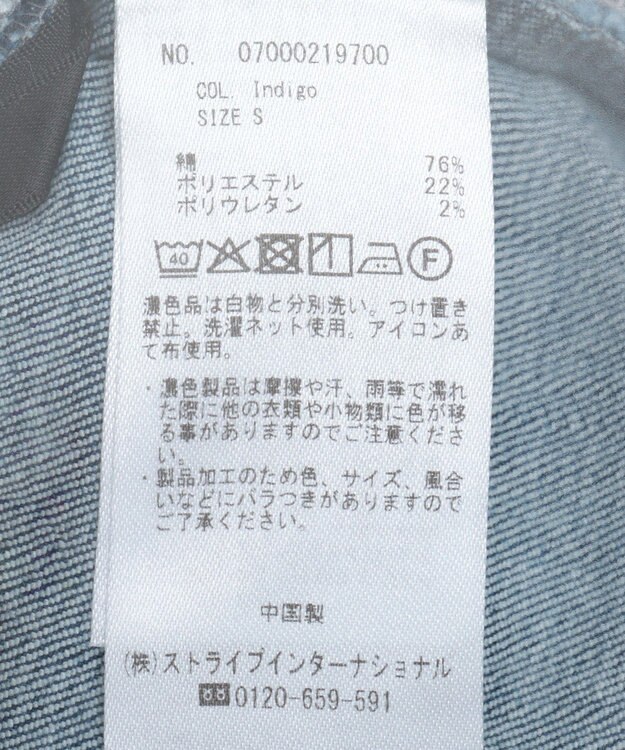 NO. 07000219700
COL. Indigo
SIZE S
綿 76%
ポリエステル 22%
ポリウレタン 2%
40 F
濃色品は白物と分別洗い。つけ置き
禁止。洗濯ネット使用。アイロンあ
て布使用。
・濃色製品は摩擦や汗、雨等で濡れ
た際に他の衣類や小物類に色が移
る事がありますのでご注意くださ
い。
・製品加工のため色、サイズ、風合
いなどにバラつきがありますので
ご了承ください。
中国製
(株)ストライプインターナショナル
0120-659-591